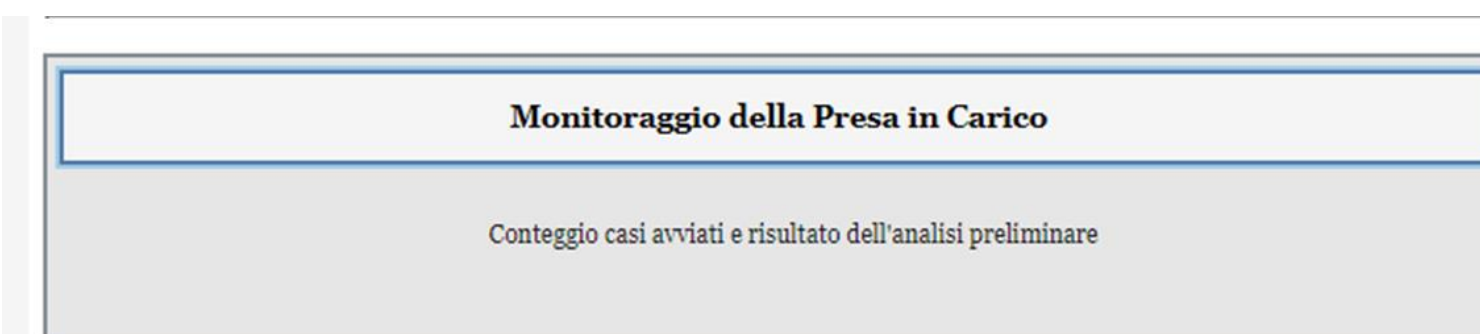 Monitoraggio della Presa in Carico
Conteggio casi avviati e risultato dell'analisi preliminare